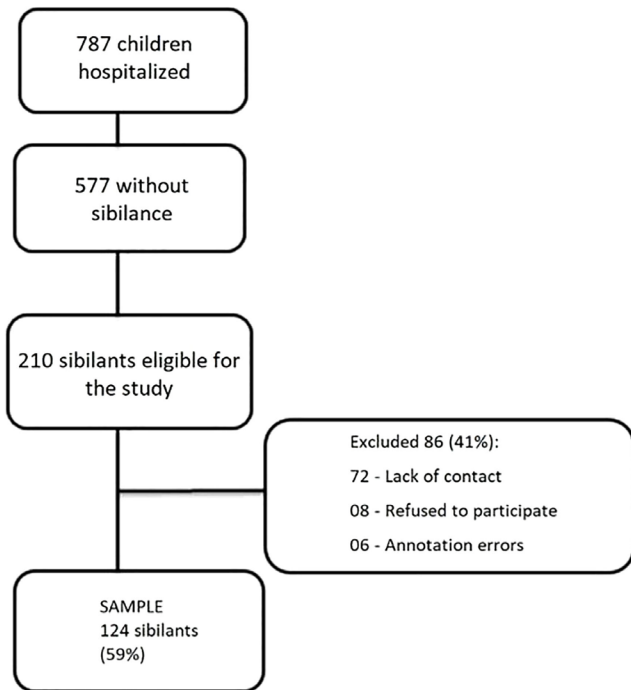 787 children
hospitalized
577 without
sibilance
210 sibilants eligible for
the study
Excluded 86 (41%):
72 - Lack of contact
08 - Refused to participate
06 - Annotation errors
SAMPLE
124 sibilants
(59%)